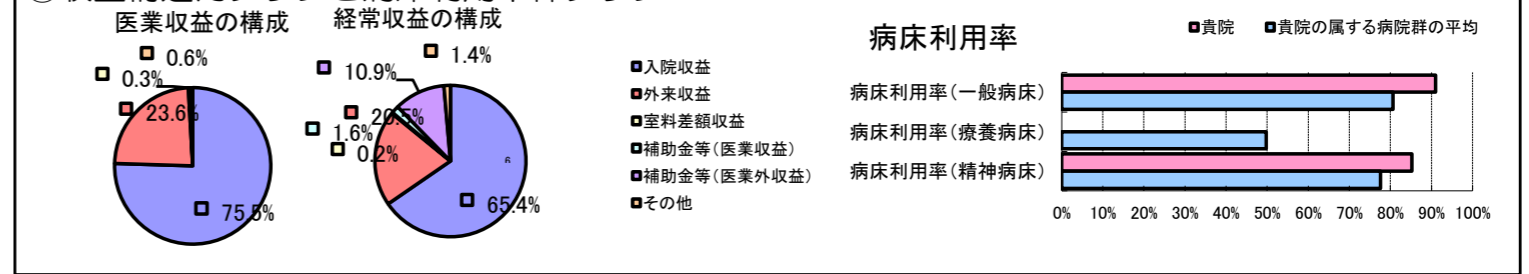 医業収益の構成
0.6%
0.3%
23.6%
75.5%
経常収益の構成
1.4%
10.9%
20.5%
1.6%
0.2%
65.4%
入院収益
外来収益
室料差額収益
補助金等(医業収益)
補助金等(医業外収益)
その他
病床利用率
貴院
貴院の属する病院群の平均
病床利用率(一般病床)
病床利用率(療養病床)
病床利用率(精神病床)
0% 10% 20% 30% 40% 50% 60% 70% 80% 90% 100%